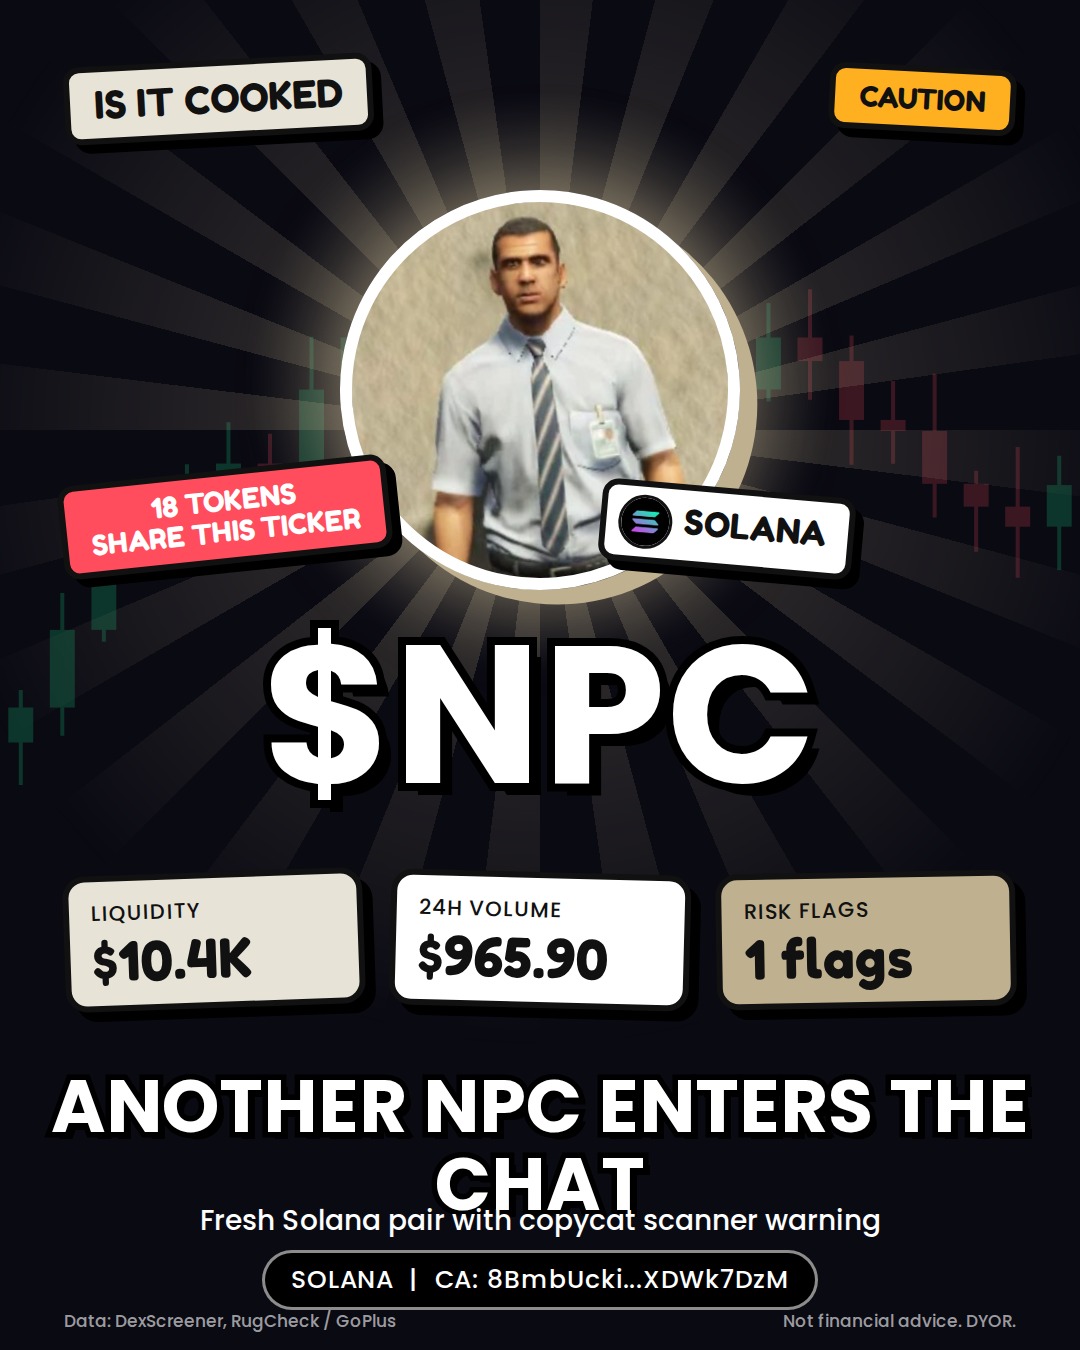 IS IT COOKED
CAUTION
18 TOKENS
SHARE THIS TICKER
SOLANA
$NPC
LIQUIDITY
$10.4K
24H VOLUME
$965.90
RISK FLAGS
1 flags
ANOTHER NPC ENTERS THE
CHAT
Fresh Solana pair with copycat scanner warning
SOLANA | CA: 8BmbUcki...XDWk7DzM
Data: DexScreener, RugCheck / GoPlus
Not financial advice. DYOR.